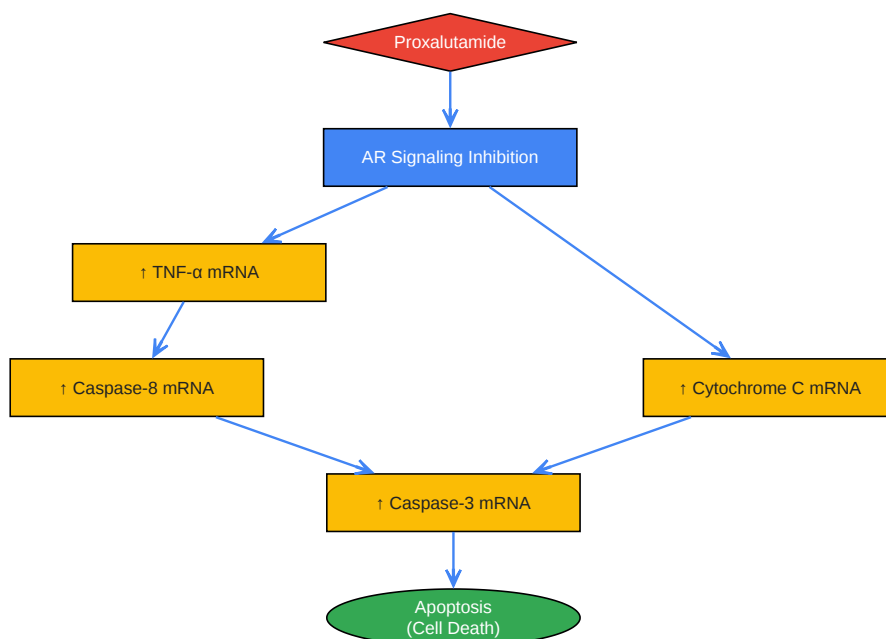 Proxalutamide
AR Signaling Inhibition
↑ TNF-α mRNA
↑ Caspase-8 mRNA
↑ Cytochrome C mRNA
↑ Caspase-3 mRNA
Apoptosis
(Cell Death)